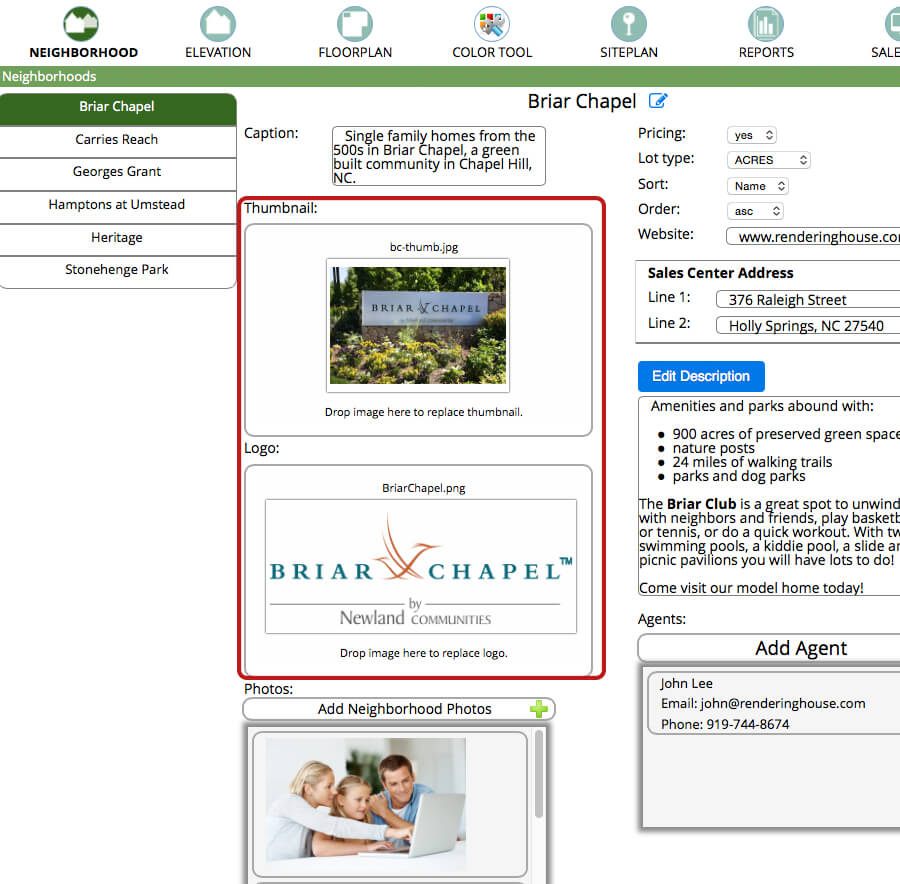 NEIGHBORHOOD
ELEVATION
FLOORPLAN
COLOR TOOL
SITEPLAN
REPORTS
SALE
Neighborhoods
Briar Chapel
Carries Reach
Georges Grant
Hamptons at Umstead
Heritage
Stonehenge Park
Briar Chapel
Caption:
Single family homes from the
500s in Briar Chapel, a green
built community in Chapel Hill,
NC.
Thumbnail:
bc-thumb.jpg
BRIAR CHAPEL
Drop image here to replace thumbnail.
Logo:
BriarChapel.png
BRIAR CHAPEL™
by
Newland COMMUNITIES
Drop image here to replace logo.
Photos:
Add Neighborhood Photos
Pricing:
yes
Lot type:
ACRES
Sort:
Name
Order:
asc
Website:
www.renderinghouse.co
Sales Center Address
Line 1:
376 Raleigh Street
Line 2:
Holly Springs, NC 27540
Edit Description
Amenities and parks abound with:
• 900 acres of preserved green space
• nature posts
• 24 miles of walking trails
• parks and dog parks
The Briar Club is a great spot to unwind
with neighbors and friends, play basketb
or tennis, or do a quick workout. With tw
swimming pools, a kiddie pool, a slide a
picnic pavilions you will have lots to do!
Come visit our model home today!
Agents:
Add Agent
John Lee
Email: john@renderinghouse.com
Phone: 919-744-8674